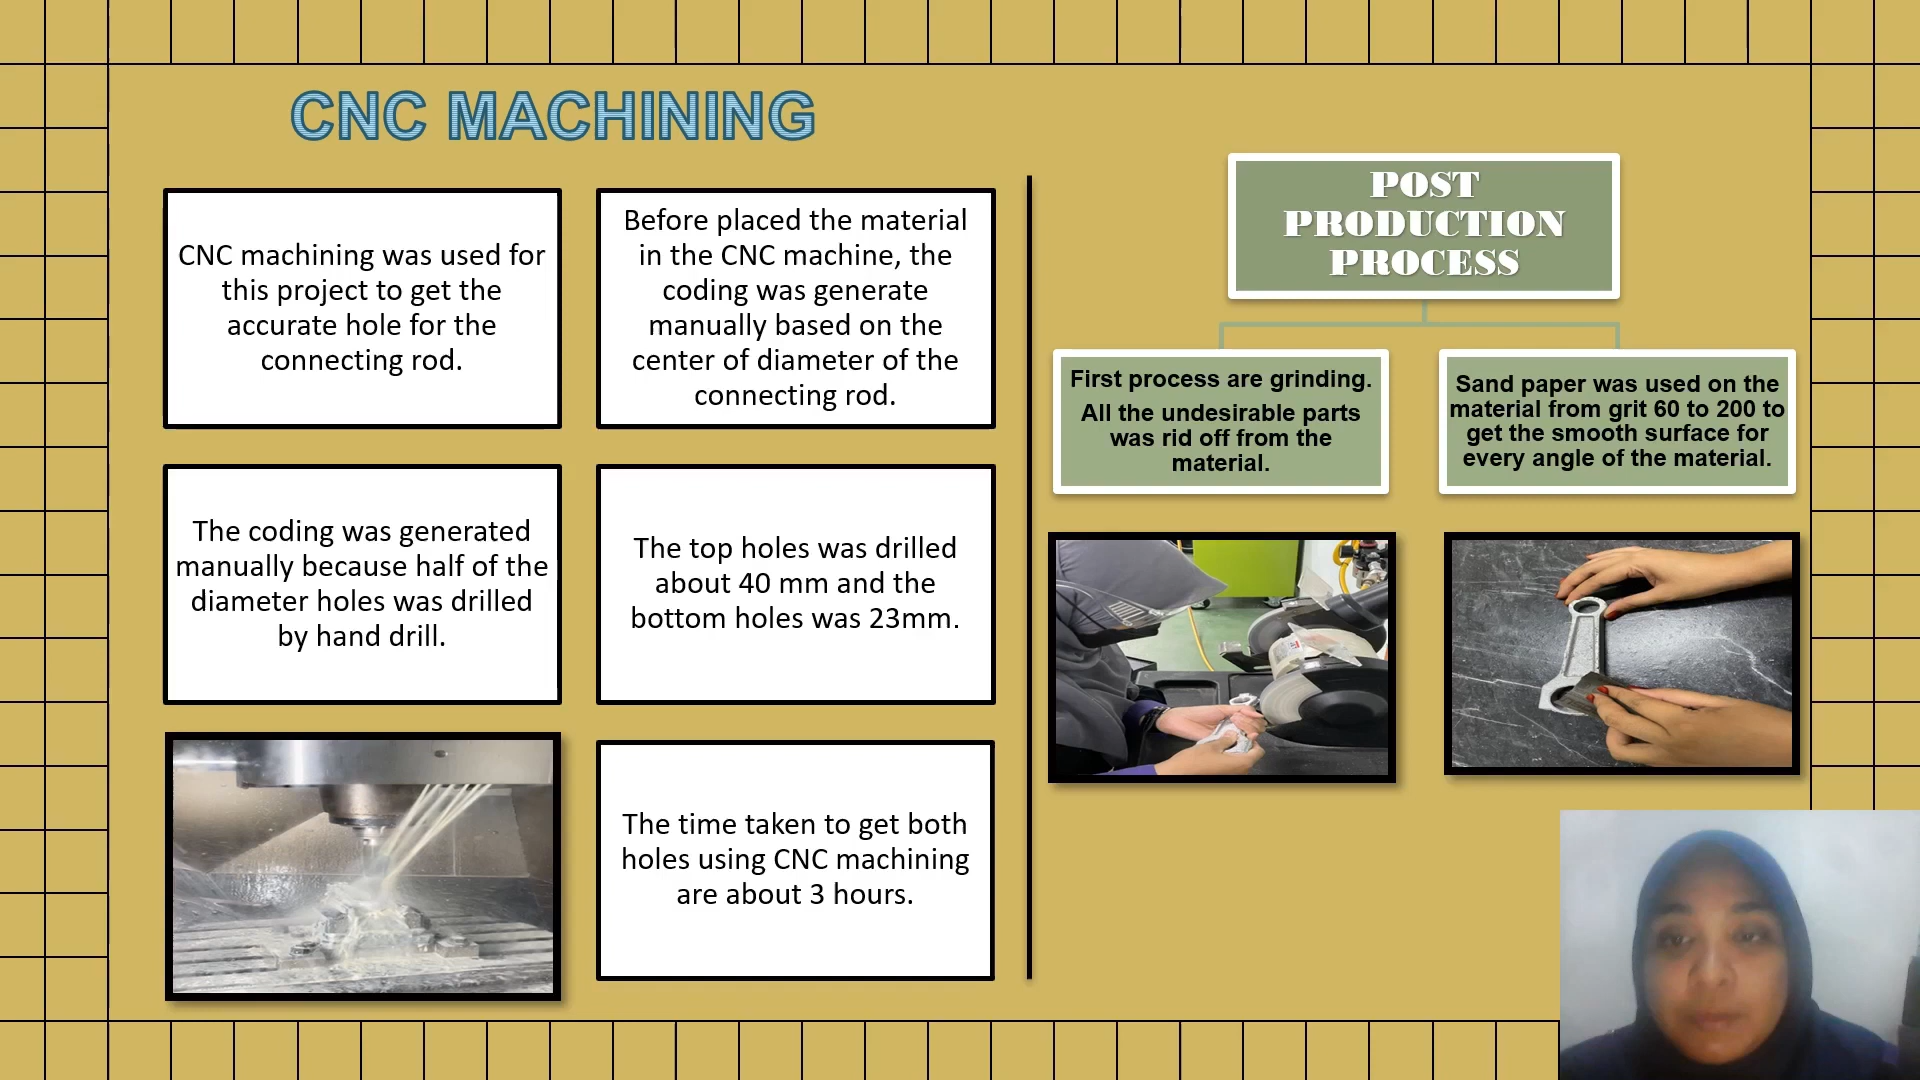 CNC MACHINING
CNC machining was used for
this project to get the
accurate hole for the
connecting rod.
Before placed the material
in the CNC machine, the
coding was generate
manually based on the
center of diameter of the
connecting rod.
The coding was generated
manually because half of the
diameter holes was drilled
by hand drill.
The top holes was drilled
about 40 mm and the
bottom holes was 23mm.
The time taken to get both
holes using CNC machining
are about 3 hours.
POST
PRODUCTION
PROCESS
First process are grinding.
All the undesirable parts
was rid off from the
material.
Sand paper was used on the
material from grit 60 to 200 to
get the smooth surface for
every angle of the material.